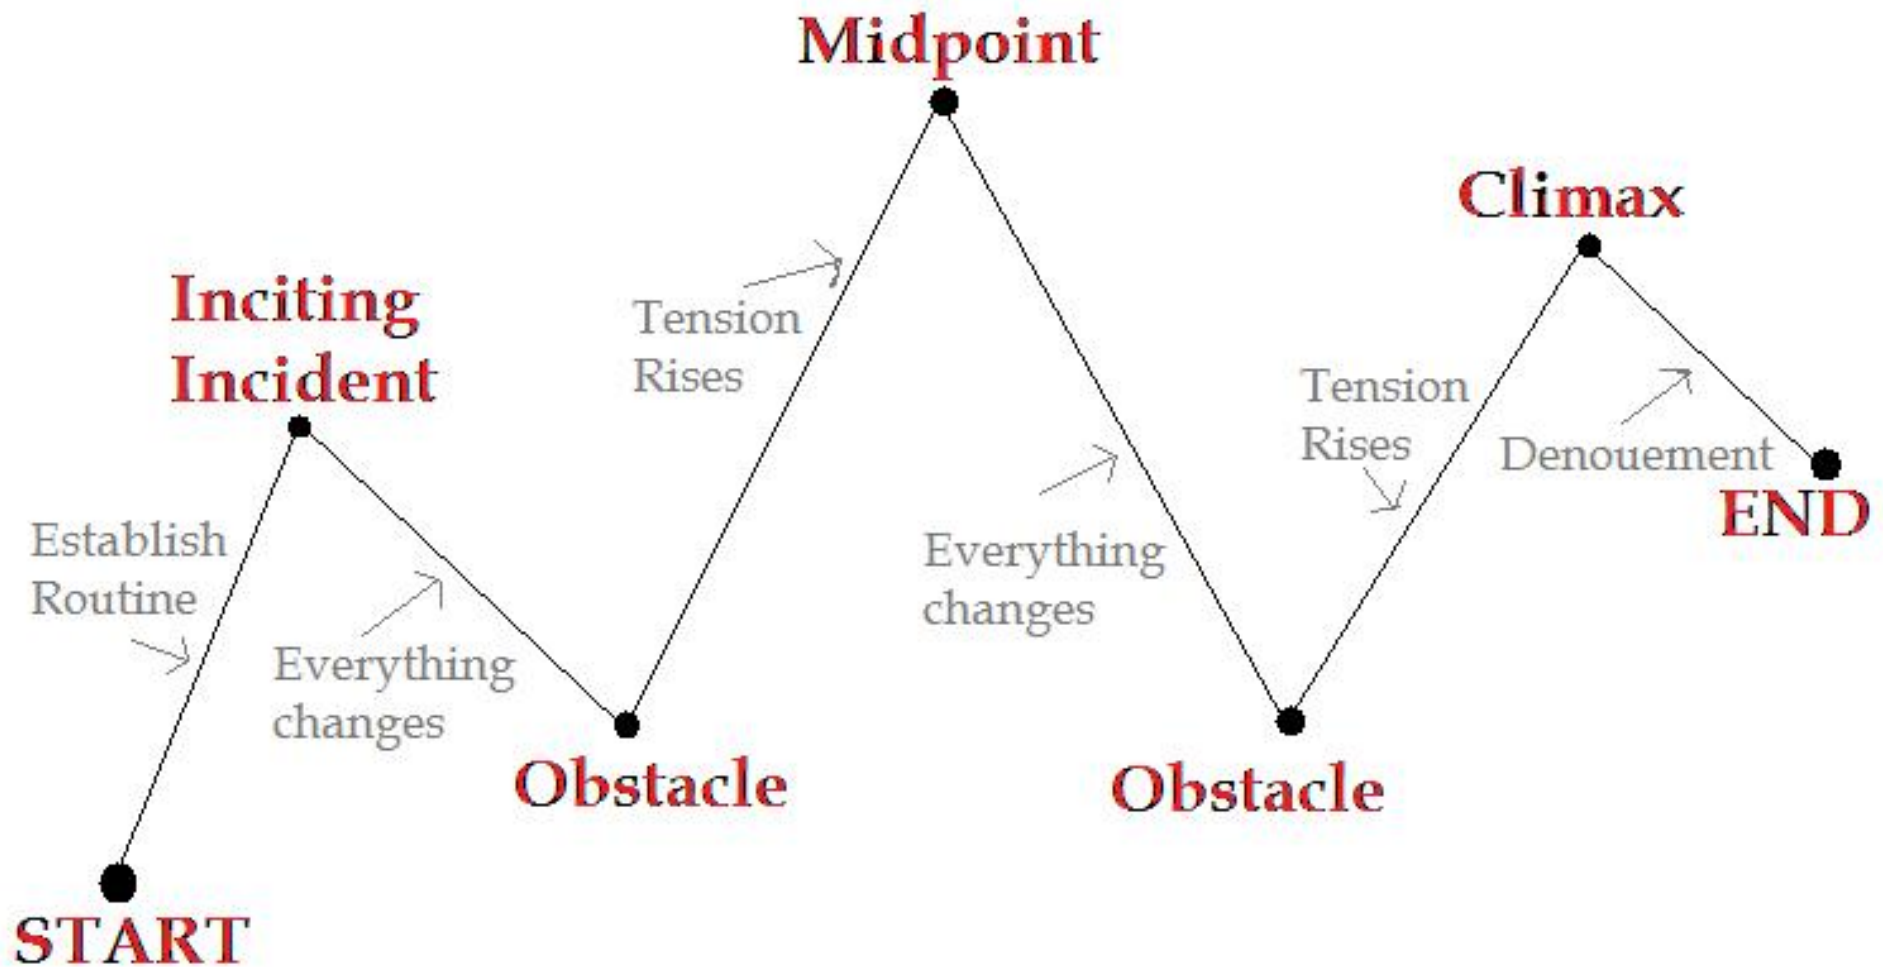 Midpoint
Climax
Inciting
Incident
Tension
Rises
Tension
Rises
Denouement
END
Establish
Routine
Everything
changes
Everything
changes
Obstacle
Obstacle
START